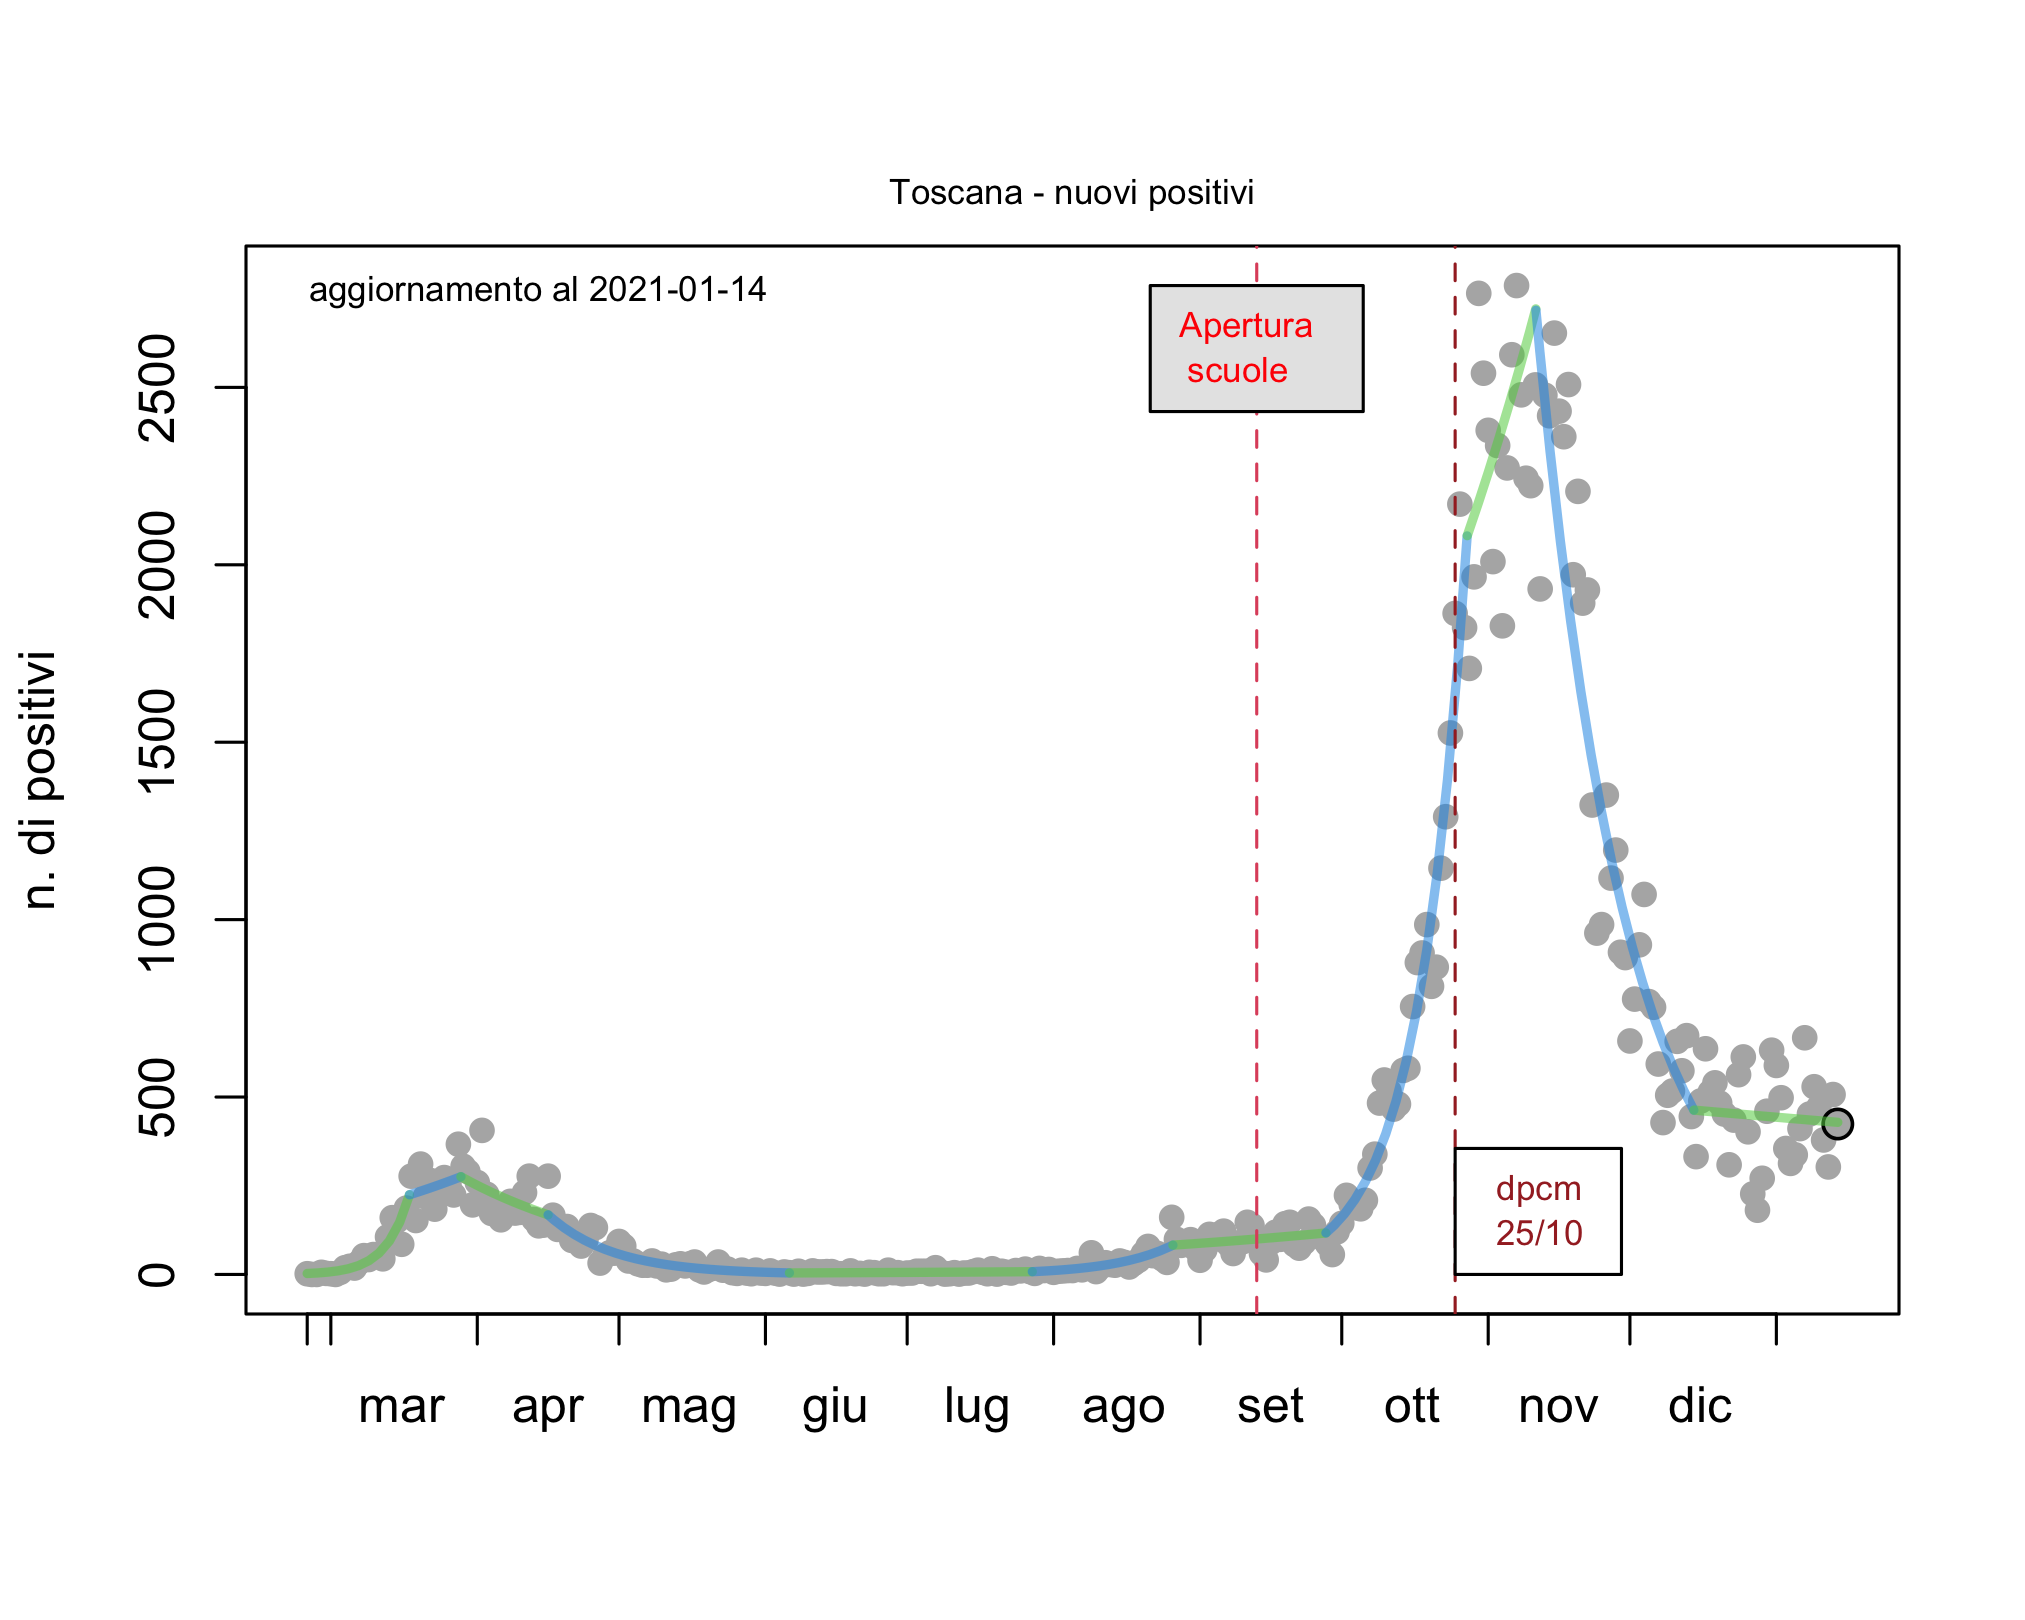 Toscana - nuovi positivi
aggiornamento al 2021-01-14
Apertura
scuole
n. di positivi
2500
2000
1500
1000
500
0
dpcm
25/10
mar apr mag giu lug ago set ott nov dic